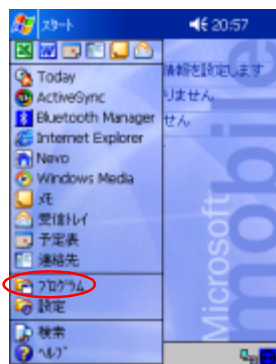 スタート 20:57
Today
情報を設定します
ActiveSync
りません
Bluetooth Manager
せん
Internet Explorer
Nevo
Windows Media
メモ
受信トレイ
予定表
連絡先
プログラム
設定
検索
ヘルプ
Microsoft
mobile